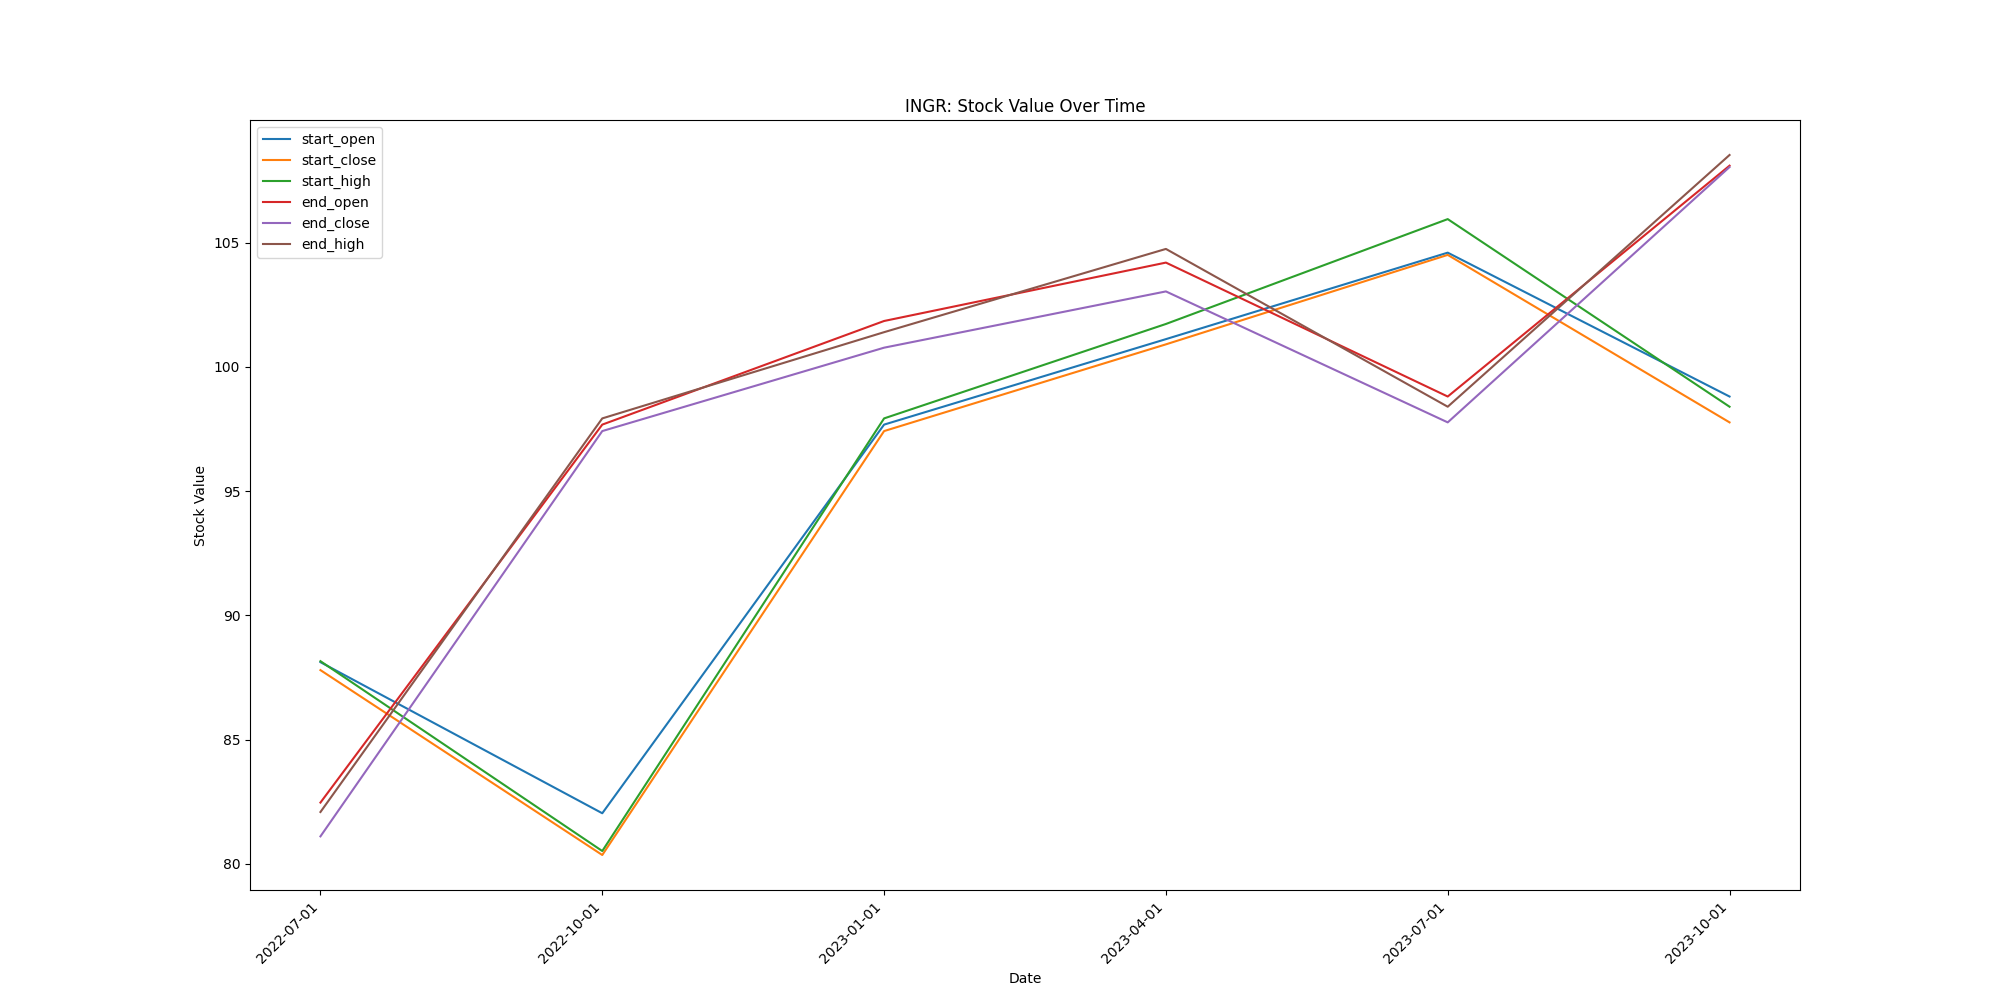 INGR: Stock Value Over Time
start_open
start_close
start_high
end_open
end_close
end_high
Stock Value
105
100
95
90
85
80
2022-07-01
2022-10-01
2023-01-01
2023-04-01
2023-07-01
2023-10-01
Date